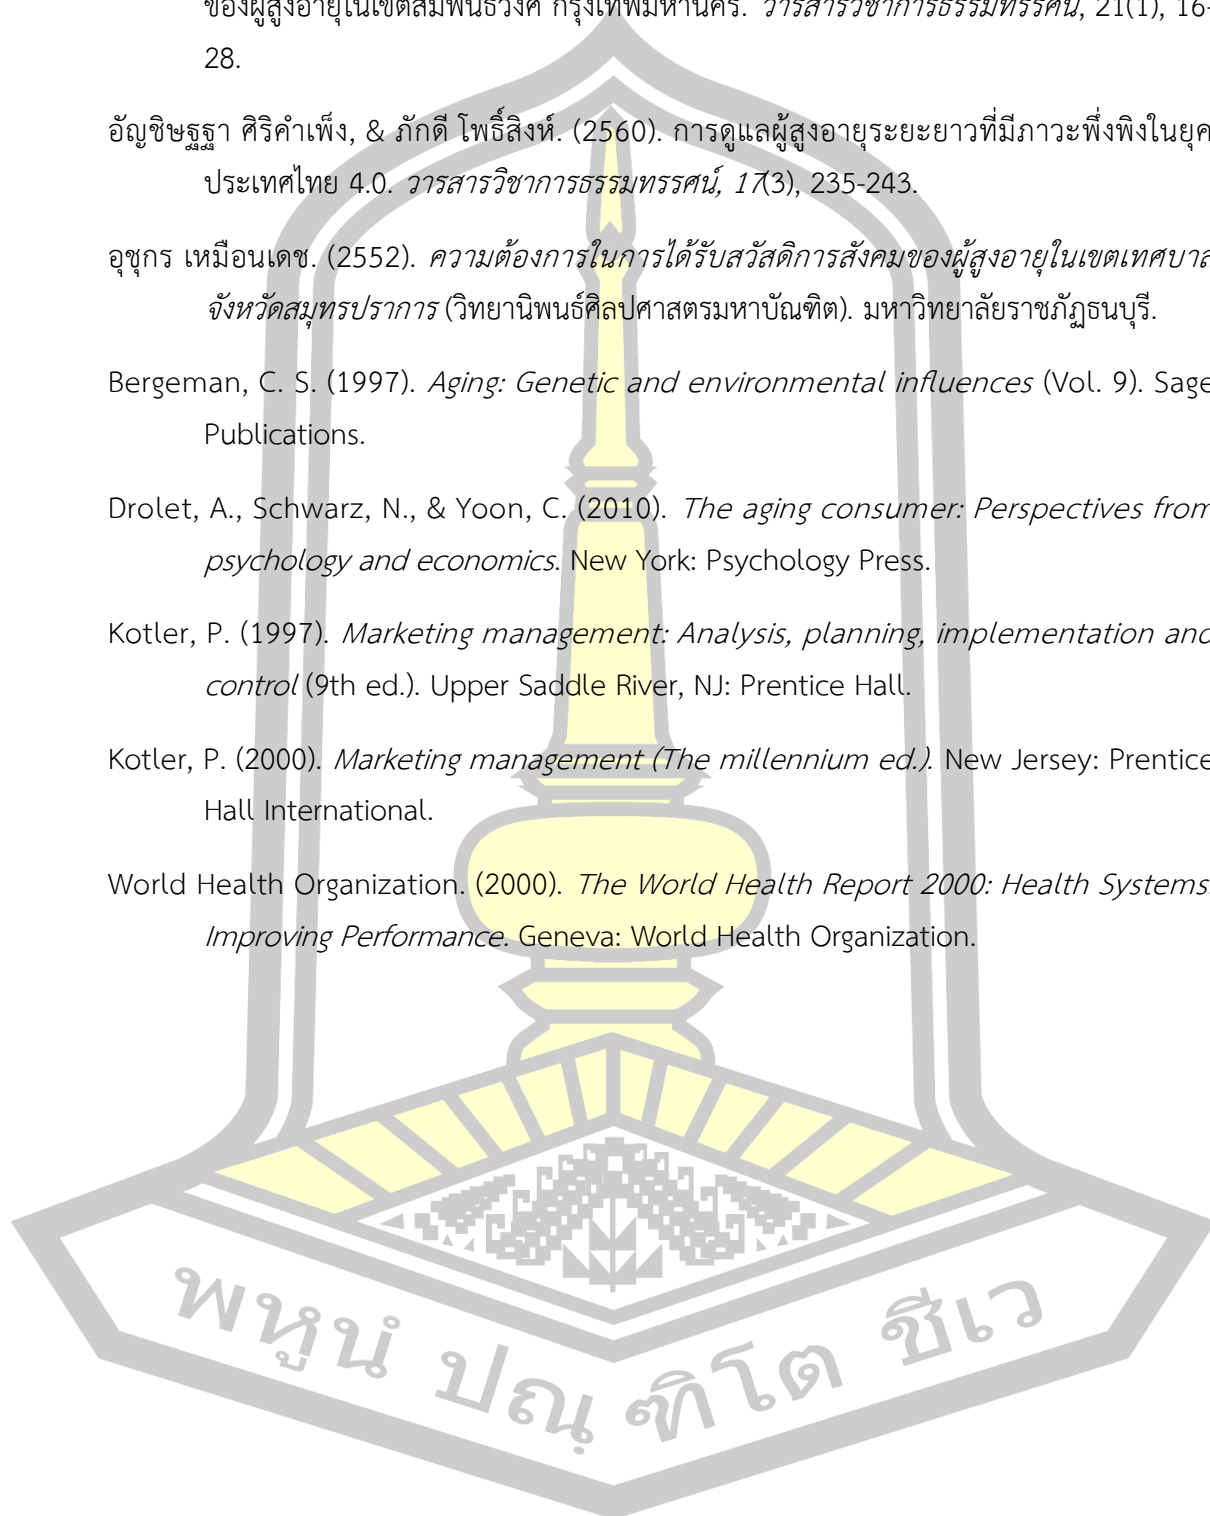 ของผู้สูงอายุในเขตสัมพันธวงศ์ กรุงเทพมหานคร. วารสารวิชาการธรรมทรรศน์, 21(1), 16-
28.
อัญชิษฐฐา ศิริคำเพ็ง, & ภักดี โพธิ์สิงห์. (2560). การดูแลผู้สูงอายุระยะยาวที่มีภาวะพึ่งพิงในยุค
ประเทศไทย 4.0. วารสารวิชาการธรรมทรรศน์, 17(3), 235-243.
อุชุกร เหมือนเดช. (2552). ความต้องการในการได้รับสวัสดิการสังคมของผู้สูงอายุในเขตเทศบาล
จังหวัดสมุทรปราการ (วิทยานิพนธ์ศิลปศาสตรมหาบัณฑิต). มหาวิทยาลัยราชภัฏธนบุรี.
Bergeman, C. S. (1997). Aging: Genetic and environmental influences (Vol. 9). Sage
Publications.
Drolet, A., Schwarz, N., & Yoon, C. (2010). The aging consumer: Perspectives from
psychology and economics. New York: Psychology Press.
Kotler, P. (1997). Marketing management: Analysis, planning, implementation and
control (9th ed.). Upper Saddle River, NJ: Prentice Hall.
Kotler, P. (2000). Marketing management (The millennium ed.). New Jersey: Prentice
Hall International.
World Health Organization. (2000). The World Health Report 2000: Health Systems:
Improving Performance. Geneva: World Health Organization.
พหูนํ ปณฺฑิโต ชีเว